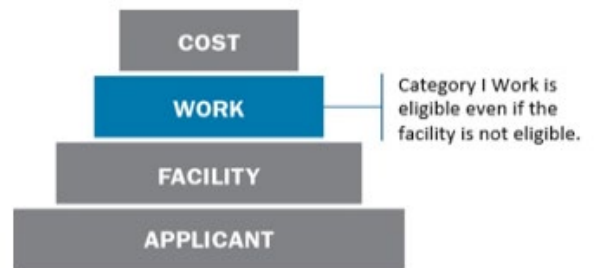 COST
WORK
Category I Work is
eligible even if the
facility is not eligible.
FACILITY
APPLICANT